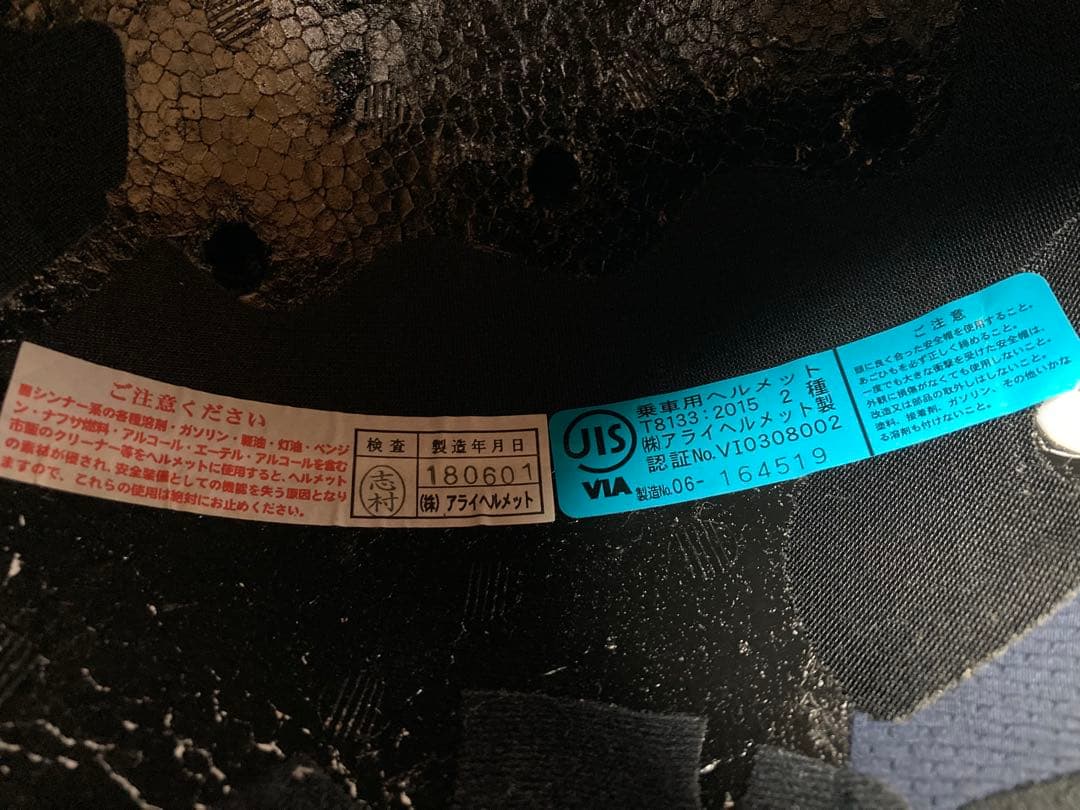 ご注意ください
■シンナー系の各種溶剤・ガソリン・軽油・灯油・ベンジ
ン・ナフサ燃料・アルコール・エーテル・アルコールを含む
市販のクリーナー等をヘルメットに使用すると、ヘルメット
の素材が侵され、安全装備としての機能を失う原因となり
ますので、これらの使用は絶対にお止めください。
検査 製造年月日
志村 180601
(株) アライヘルメット
JIS
VIA
乗車用ヘルメット
T8133:2015 2種
㈱アライヘルメット製
認証No.VI0308002
製造No.06- 164519
ご注意
頭に良く合った安全帽を使用すること。
あごひもを必ず正しく締めること。
一度でも大きな衝撃を受けた安全帽は、
外観に損傷がなくても使用しないこと。
改造又は部品の取外しはしないこと。
塗料、接着剤、ガソリン、その他いかな
る溶剤も付けないこと。